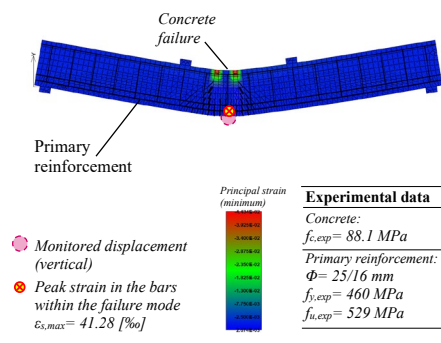 Concrete
failure
Primary
reinforcement
Principal strain
(minimum)
Monitored displacement
(vertical)
Peak strain in the bars
within the failure mode
εs,max= 41.28 [‰]
Experimental data
Concrete:
fc,exp= 88.1 MPa
Primary reinforcement:
Φ= 25/16 mm
fy,exp= 460 MPa
fu,exp= 529 MPa